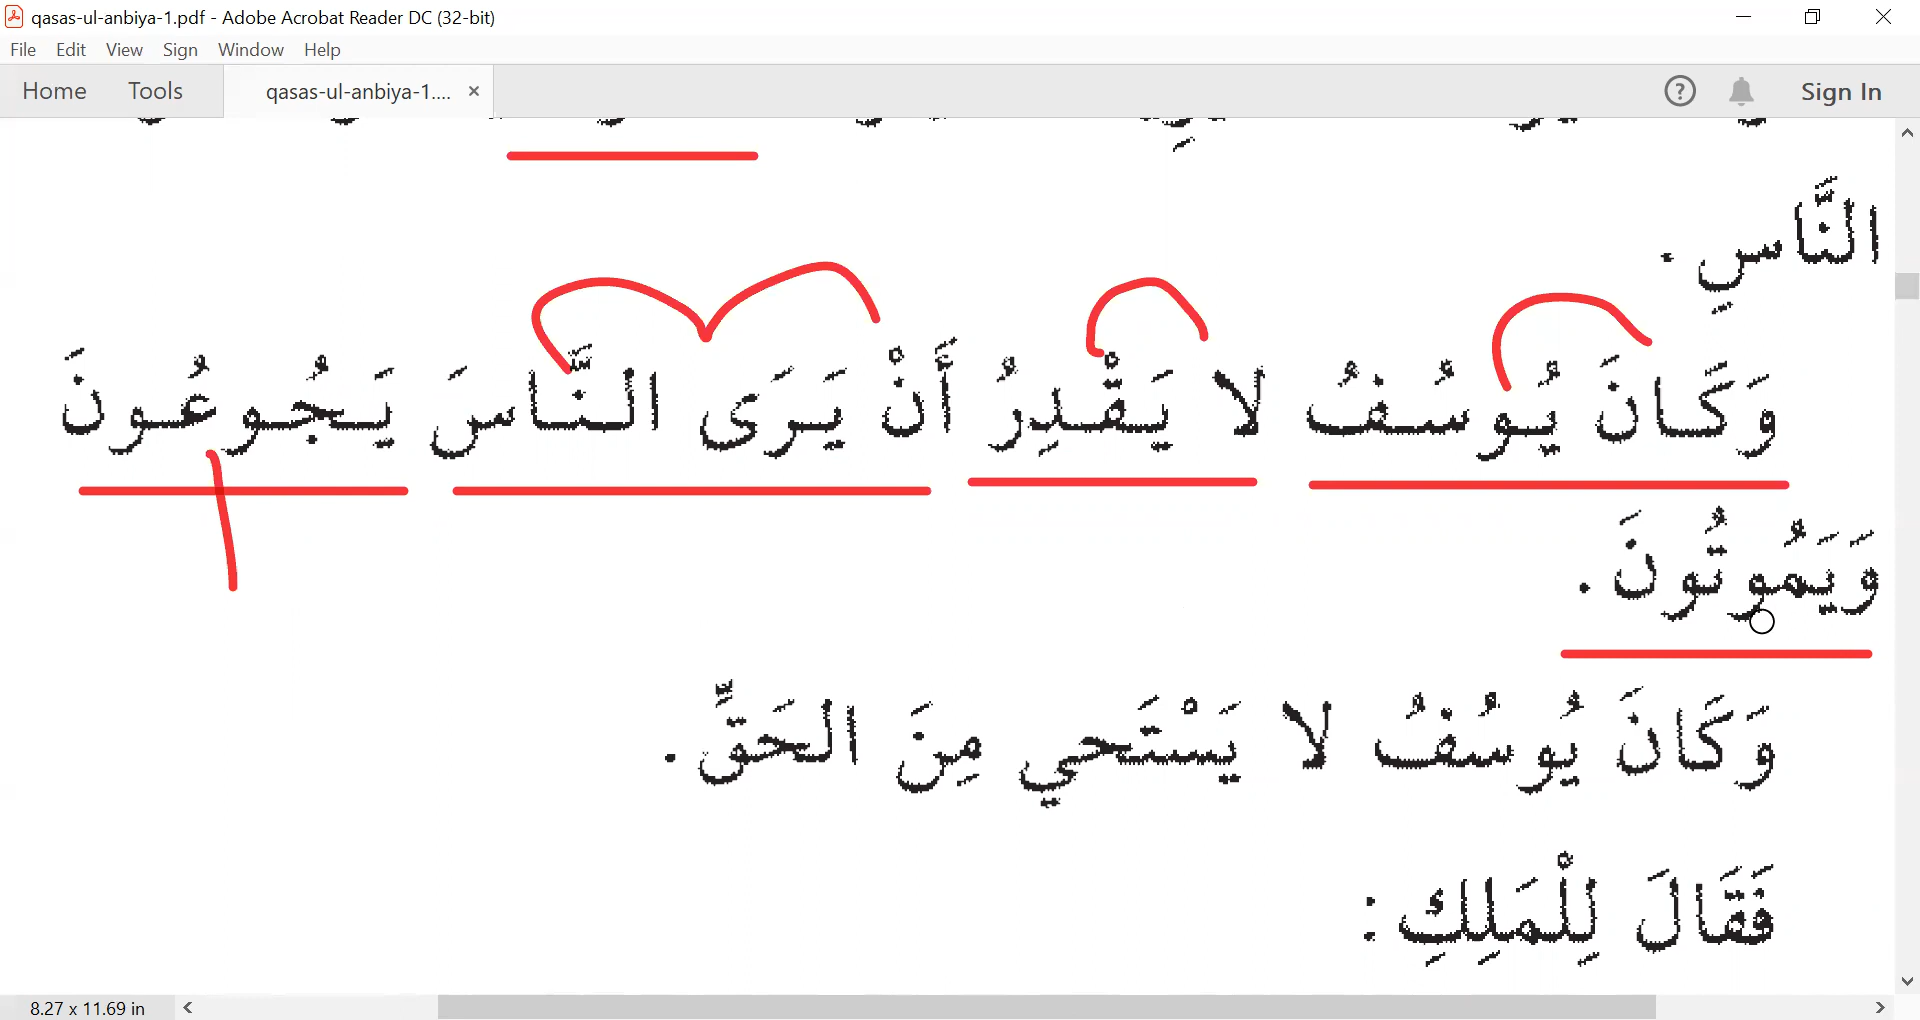 qasas-ul-anbiya-1.pdf - Adobe Acrobat Reader DC (32-bit)
File Edit View Sign Window Help
Home Tools qasas-ul-anbiya-1.... × ? Sign In
النَّاسِ .
وَكَانَ يُوسُفُ لا يَقْدِرُ أَنْ يَرَى النَّاسَ يَجُوعُونَ
وَيَمُوتُونَ .
وَكَانَ يُوسُفُ لا يَسْتَحي مِنَ الحَقِّ .
فَقَالَ لِلْمَلِكِ :
8.27 x 11.69 in